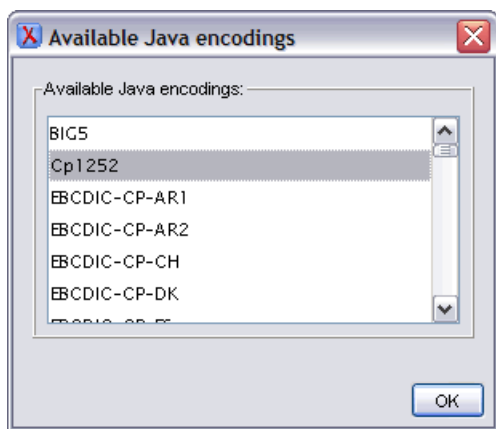 Available Java encodings
Available Java encodings:
BIG5
Cp1252
EBCDIC-CP-AR1
EBCDIC-CP-AR2
EBCDIC-CP-CH
EBCDIC-CP-DK
OK